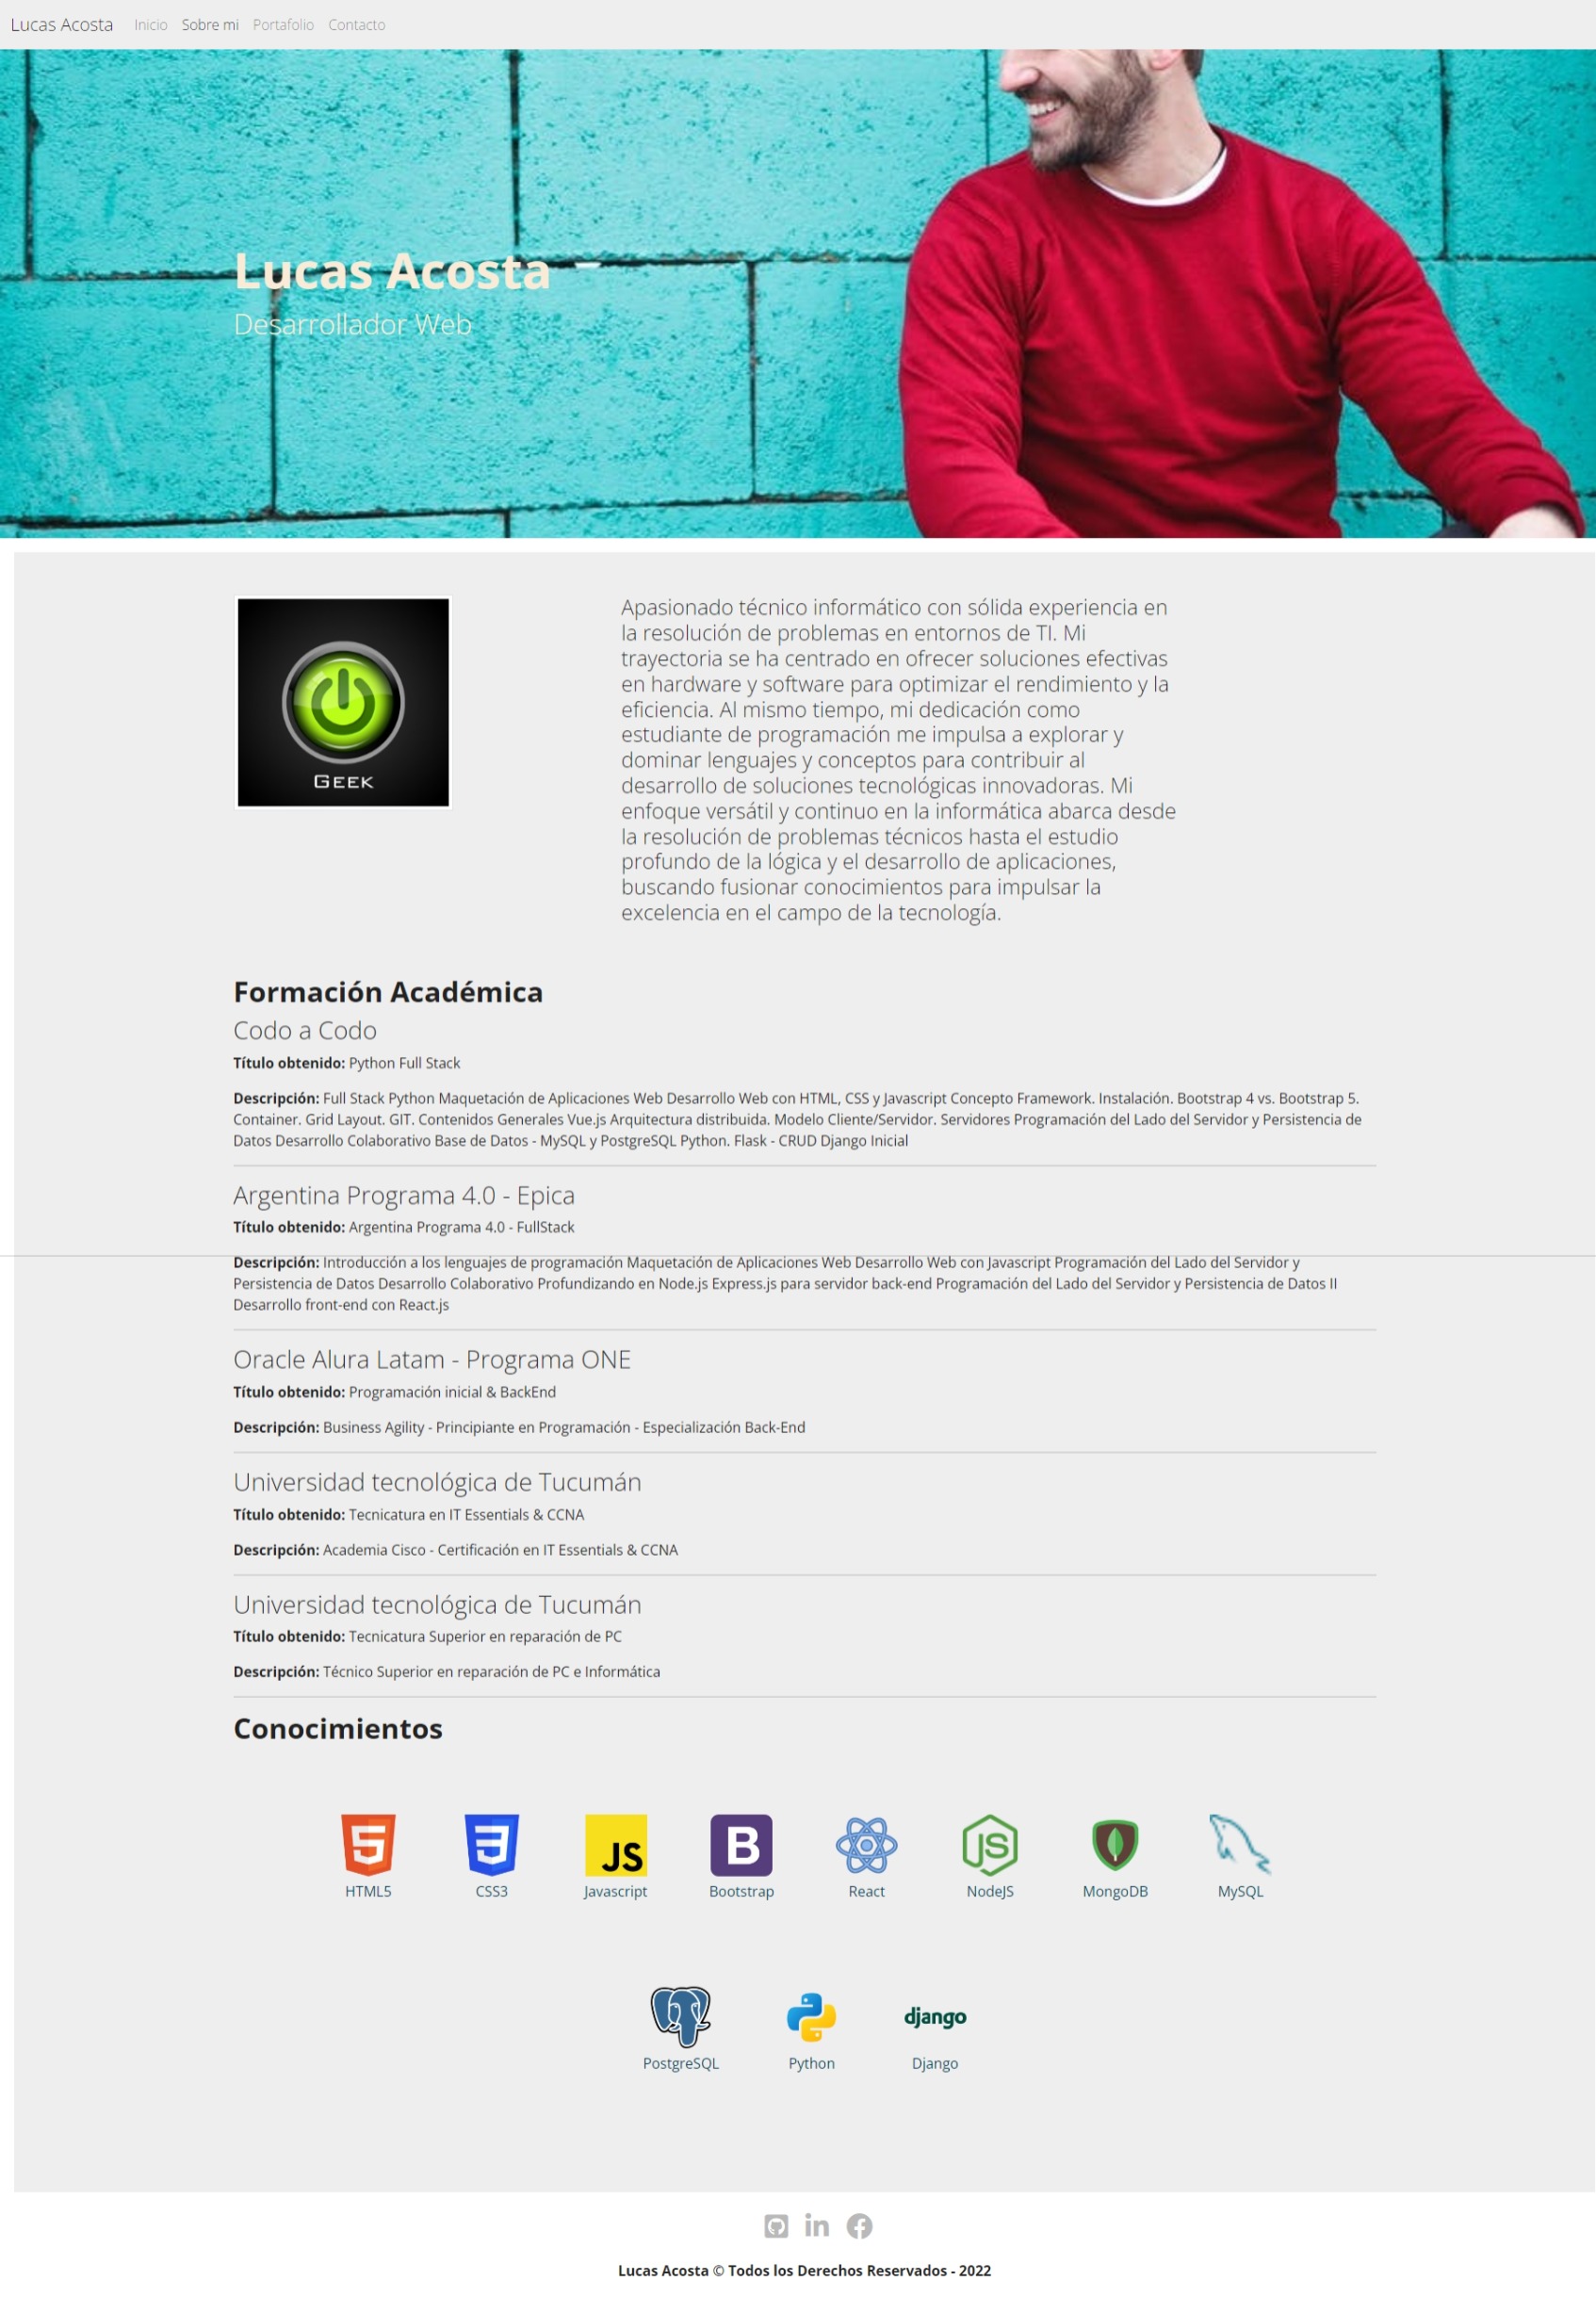 Lucas Acosta Inicio Sobre mi Portafolio Contacto
Lucas Acosta
Desarrollador Web
GEEK
Apasionado técnico informático con sólida experiencia en
la resolución de problemas en entornos de TI. Mi
trayectoria se ha centrado en ofrecer soluciones efectivas
en hardware y software para optimizar el rendimiento y la
eficiencia. Al mismo tiempo, mi dedicación como
estudiante de programación me impulsa a explorar y
dominar lenguajes y conceptos para contribuir al
desarrollo de soluciones tecnológicas innovadoras. Mi
enfoque versátil y continuo en la informática abarca desde
la resolución de problemas técnicos hasta el estudio
profundo de la lógica y el desarrollo de aplicaciones,
buscando fusionar conocimientos para impulsar la
excelencia en el campo de la tecnología.
Formación Académica
Codo a Codo
Título obtenido: Python Full Stack
Descripción: Full Stack Python Maquetación de Aplicaciones Web Desarrollo Web con HTML, CSS y Javascript Concepto Framework. Instalación. Bootstrap 4 vs. Bootstrap 5.
Container. Grid Layout. GIT. Contenidos Generales Vue.js Arquitectura distribuida. Modelo Cliente/Servidor. Servidores Programación del Lado del Servidor y Persistencia de
Datos Desarrollo Colaborativo Base de Datos - MySQL y PostgreSQL Python. Flask - CRUD Django Inicial
Argentina Programa 4.0 - Epica
Título obtenido: Argentina Programa 4.0 - FullStack
Descripción: Introducción a los lenguajes de programación Maquetación de Aplicaciones Web Desarrollo Web con Javascript Programación del Lado del Servidor y
Persistencia de Datos Desarrollo Colaborativo Profundizando en Node.js Express.js para servidor back-end Programación del Lado del Servidor y Persistencia de Datos II
Desarrollo front-end con React.js
Oracle Alura Latam - Programa ONE
Título obtenido: Programación inicial & BackEnd
Descripción: Business Agility - Principiante en Programación - Especialización Back-End
Universidad tecnológica de Tucumán
Título obtenido: Tecnicatura en IT Essentials & CCNA
Descripción: Academia Cisco - Certificación en IT Essentials & CCNA
Universidad tecnológica de Tucumán
Título obtenido: Tecnicatura Superior en reparación de PC
Descripción: Técnico Superior en reparación de PC e Informática
Conocimientos
JS B JS
HTML5 CSS3 Javascript Bootstrap React NodeJS MongoDB MySQL
django
PostgreSQL Python Django
in
Lucas Acosta © Todos los Derechos Reservados - 2022